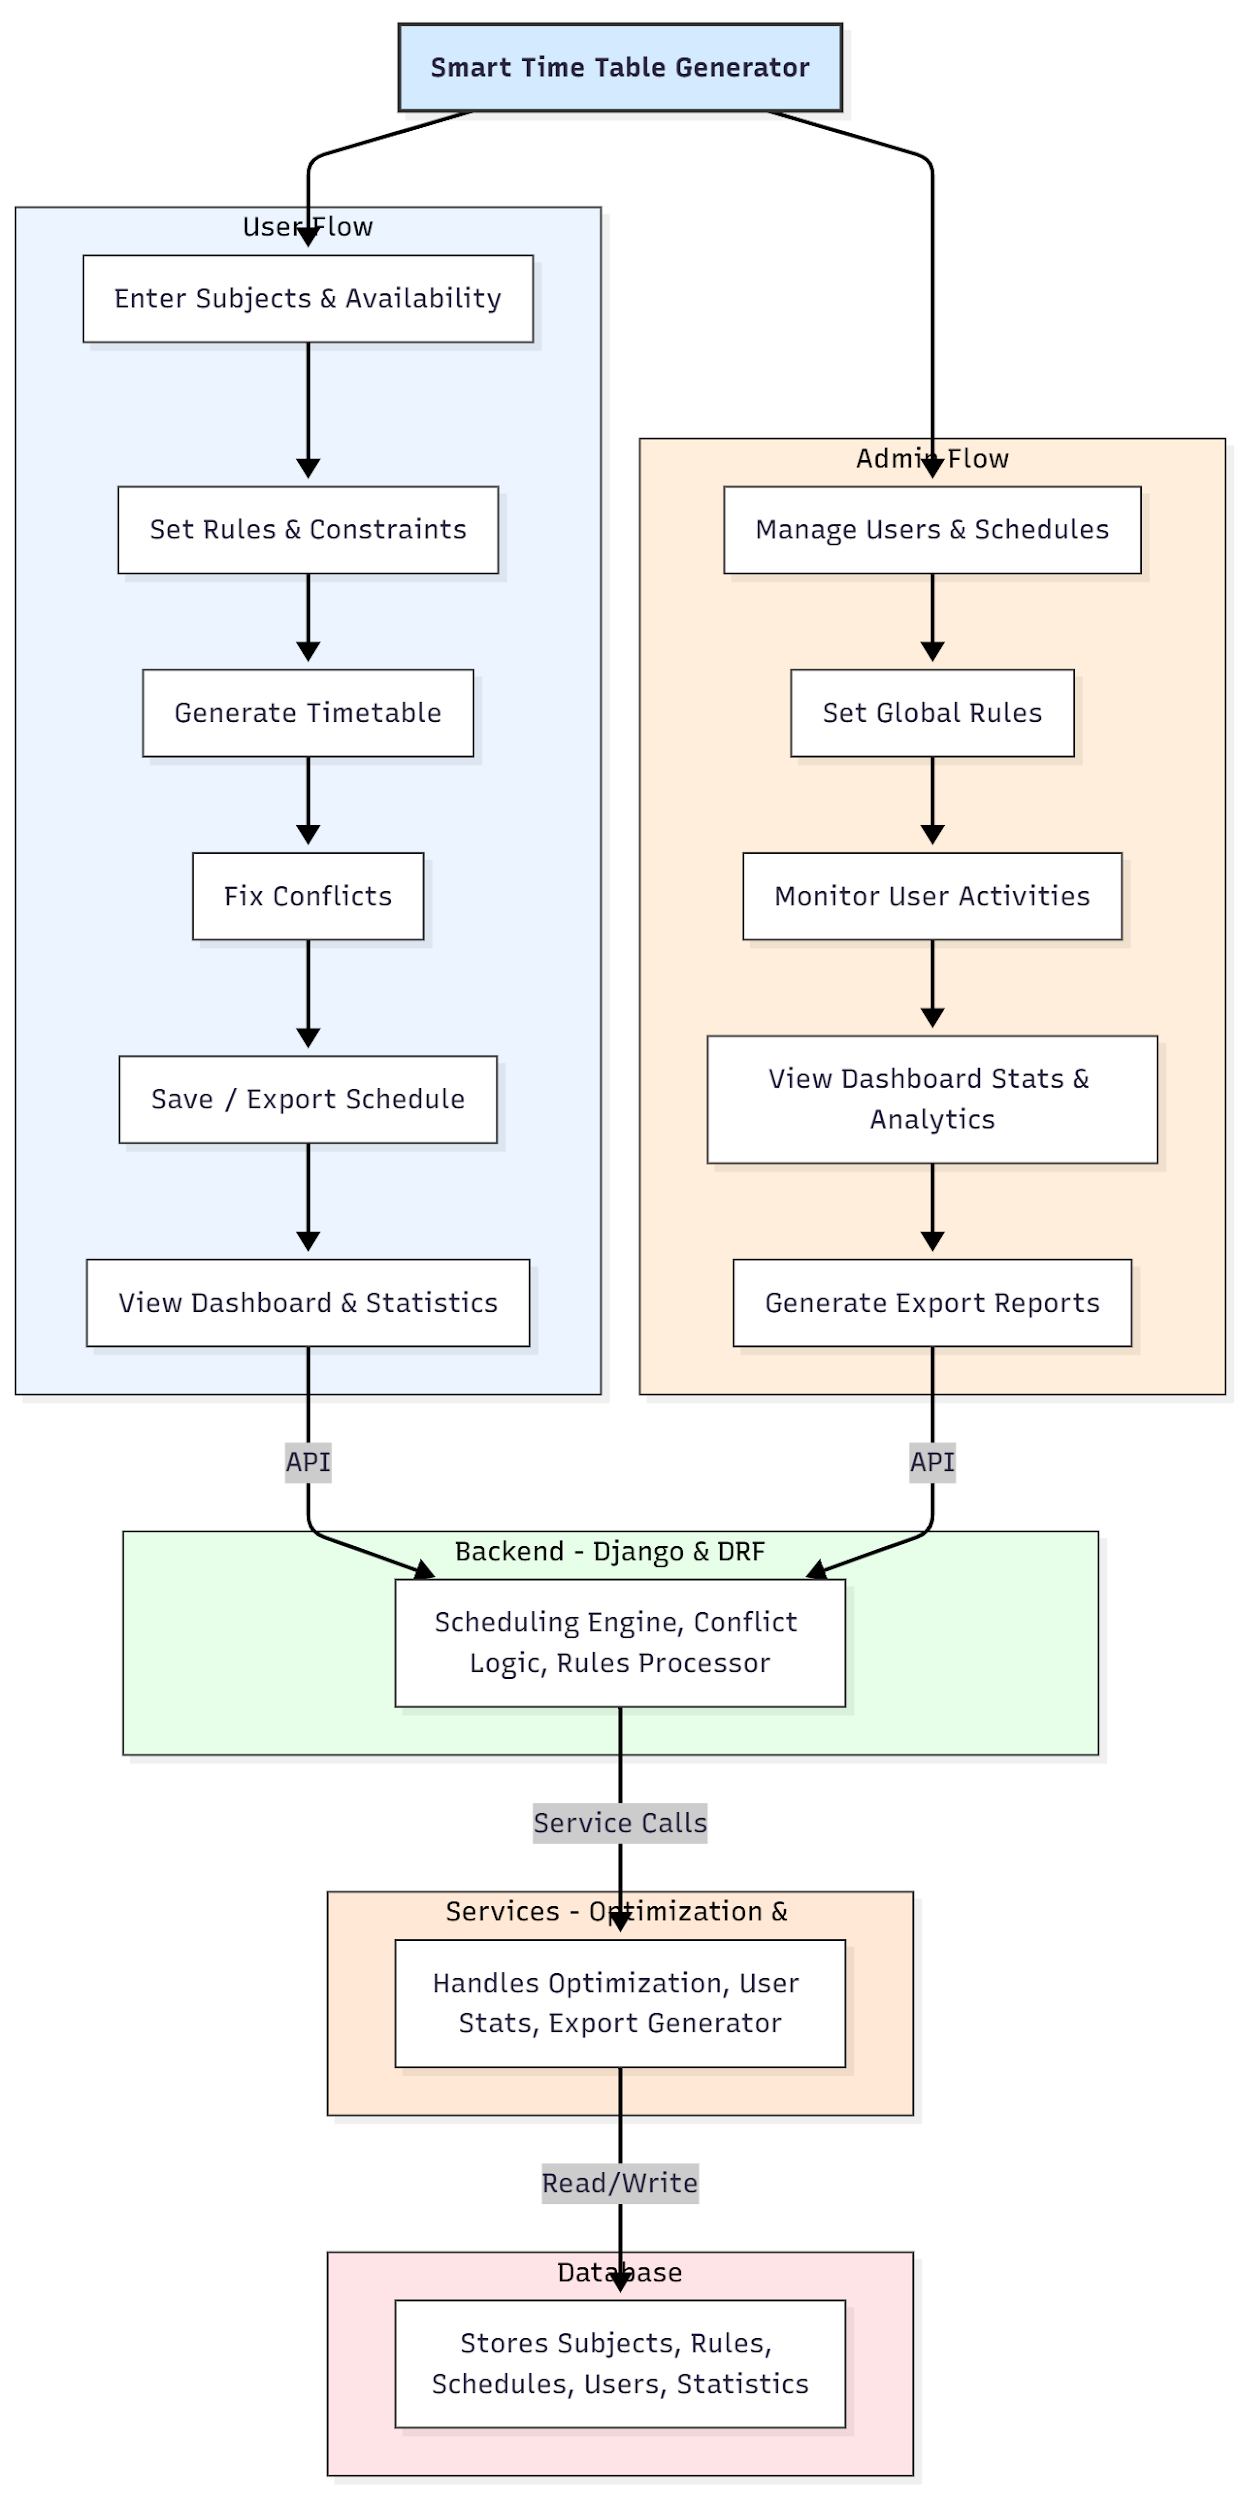 Smart Time Table Generator
User Flow
Enter Subjects & Availability
Set Rules & Constraints
Generate Timetable
Fix Conflicts
Save / Export Schedule
View Dashboard & Statistics
Admin Flow
Manage Users & Schedules
Set Global Rules
Monitor User Activities
View Dashboard Stats &
Analytics
Generate Export Reports
API
API
Backend - Django & DRF
Scheduling Engine, Conflict
Logic, Rules Processor
Service Calls
Services - Optimization &
Handles Optimization, User
Stats, Export Generator
Read/Write
Database
Stores Subjects, Rules,
Schedules, Users, Statistics